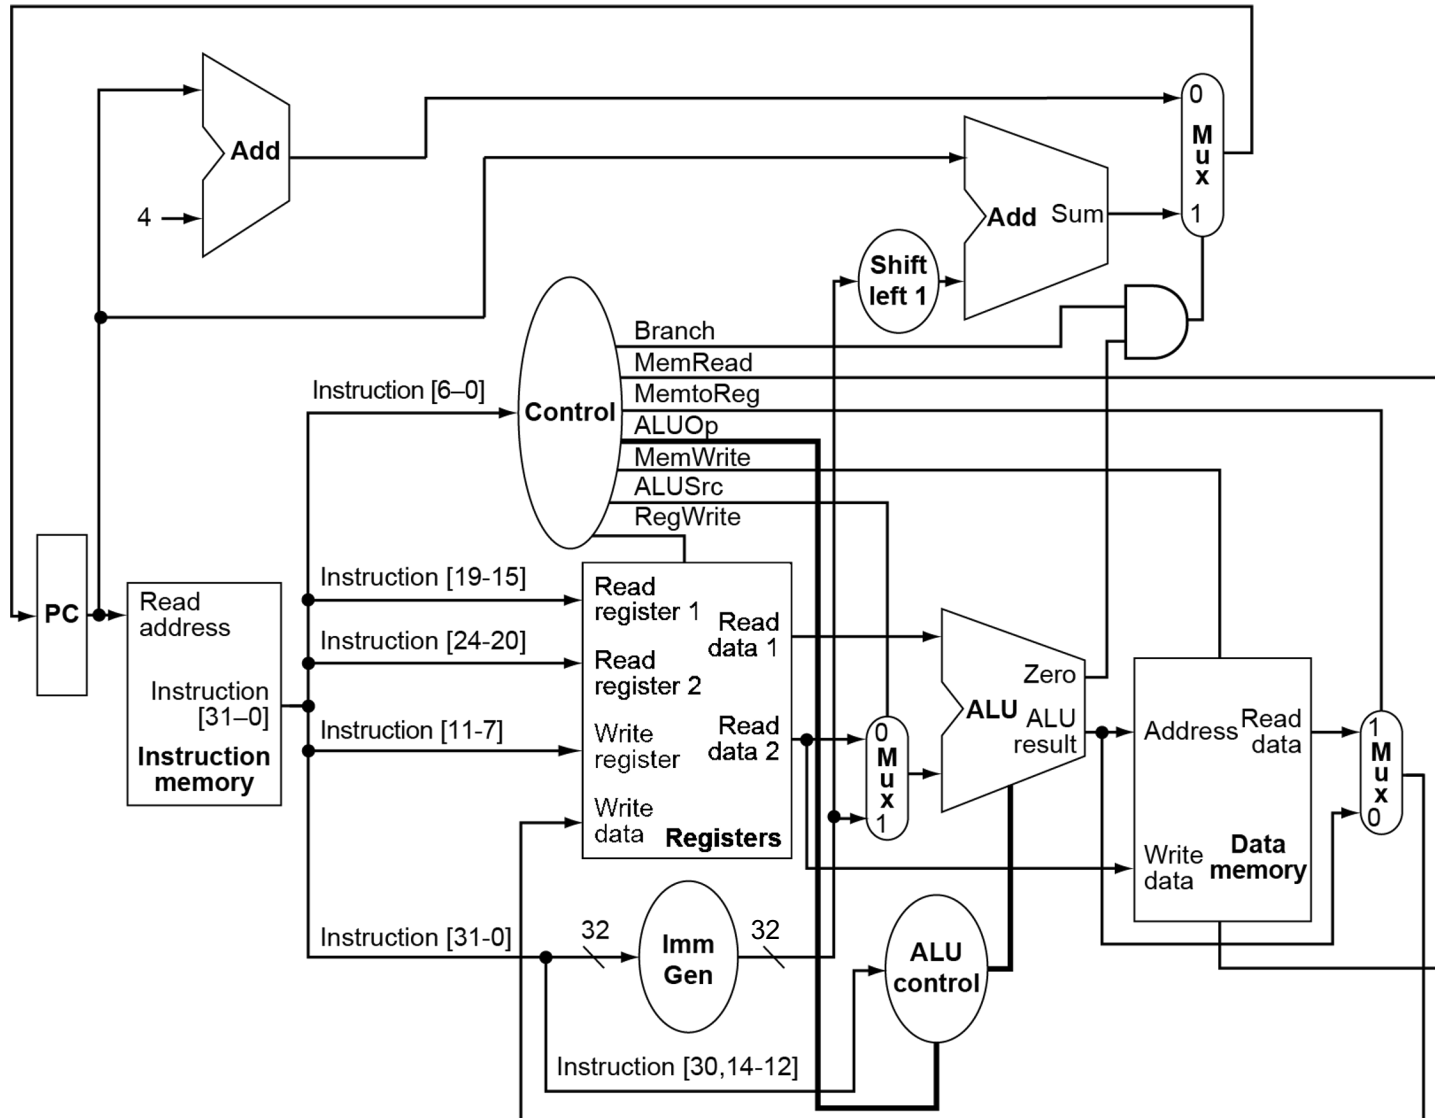 0
Mux
1
Add
4
Add
Sum
Shift
left 1
Branch
MemRead
Instruction [6–0]
MemtoReg
Control
ALUOp
MemWrite
ALUSrc
RegWrite
PC
Read
address
Instruction
[31–0]
Instruction
memory
Instruction [19-15]
Instruction [24-20]
Instruction [11-7]
Instruction [31-0]
Read
register 1
Read
register 2
Write
register
Write
data
Read
data 1
Read
data 2
Registers
0
Mux
1
Zero
ALU
ALU
result
Address
Read
data
Write
data
Data
memory
1
Mux
0
32
Imm
Gen
32
ALU
control
Instruction [30,14-12]